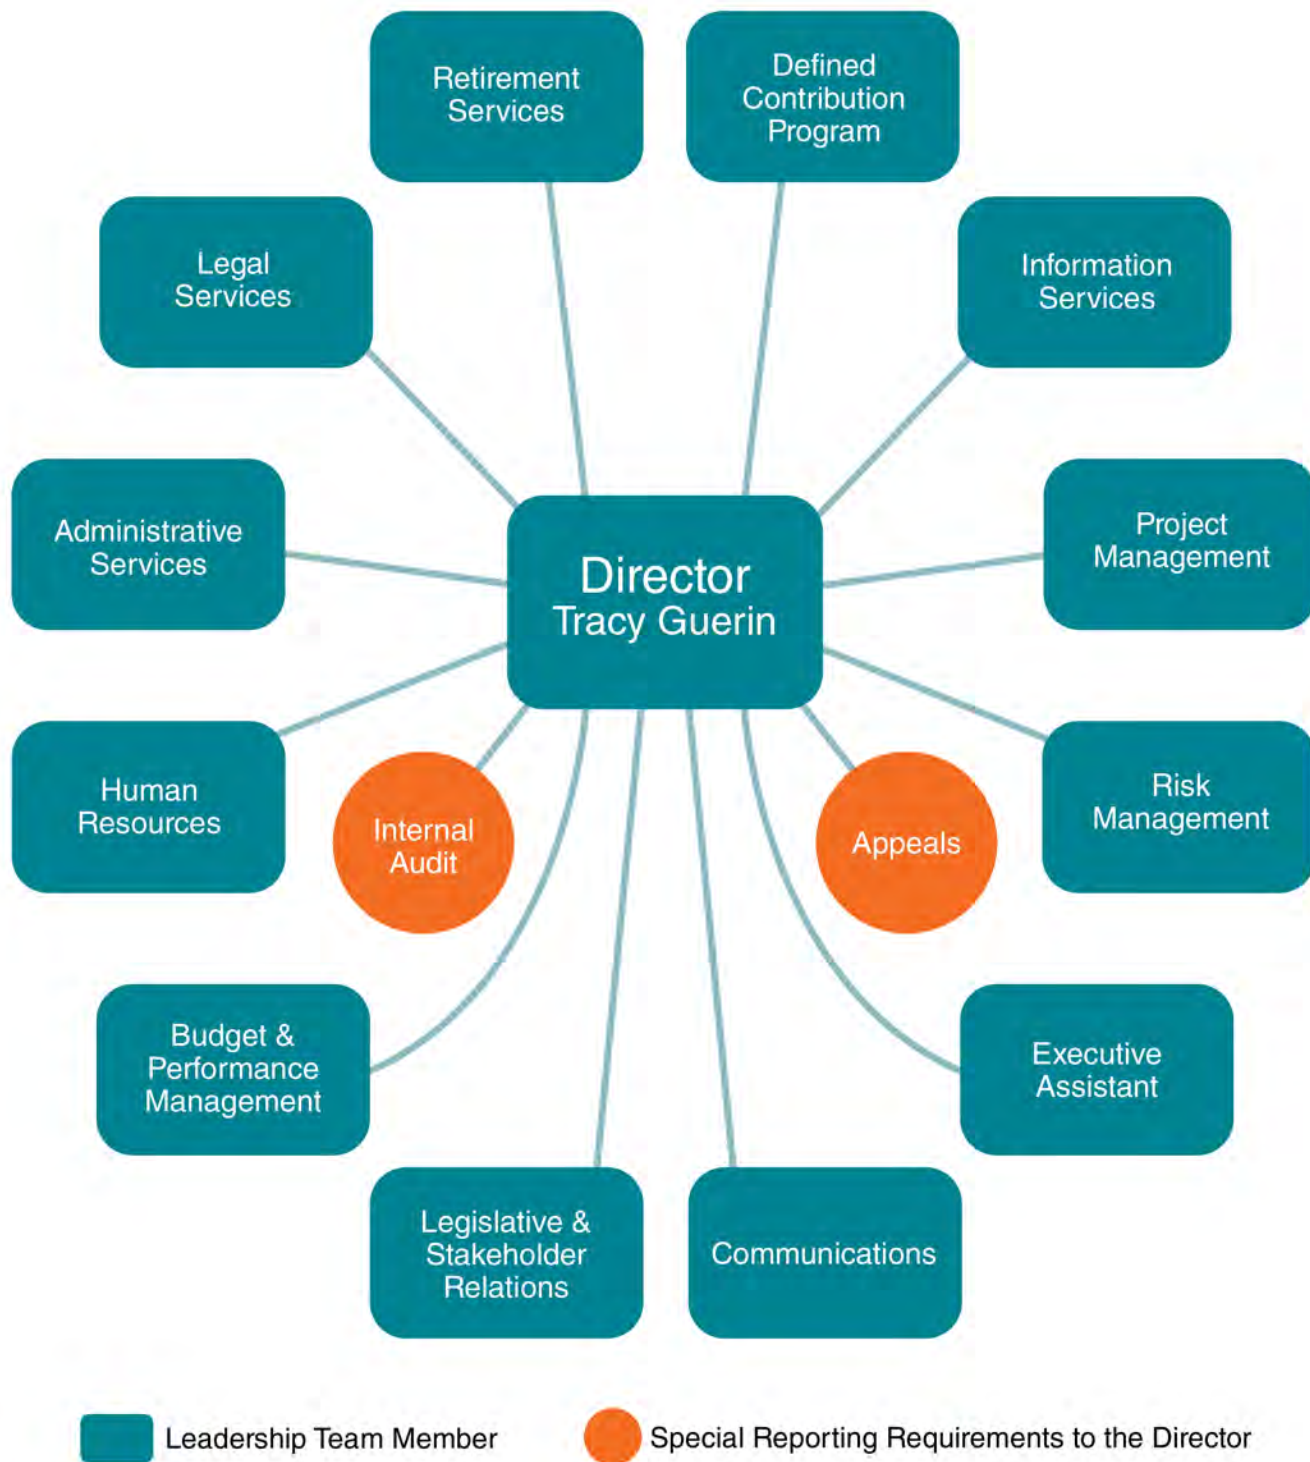 Retirement
Services
Defined
Contribution
Program
Legal
Services
Information
Services
Administrative
Services
Director
Tracy Guerin
Project
Management
Human
Resources
Internal
Audit
Appeals
Risk
Management
Budget &
Performance
Management
Executive
Assistant
Legislative &
Stakeholder
Relations
Communications
Leadership Team Member
Special Reporting Requirements to the Director